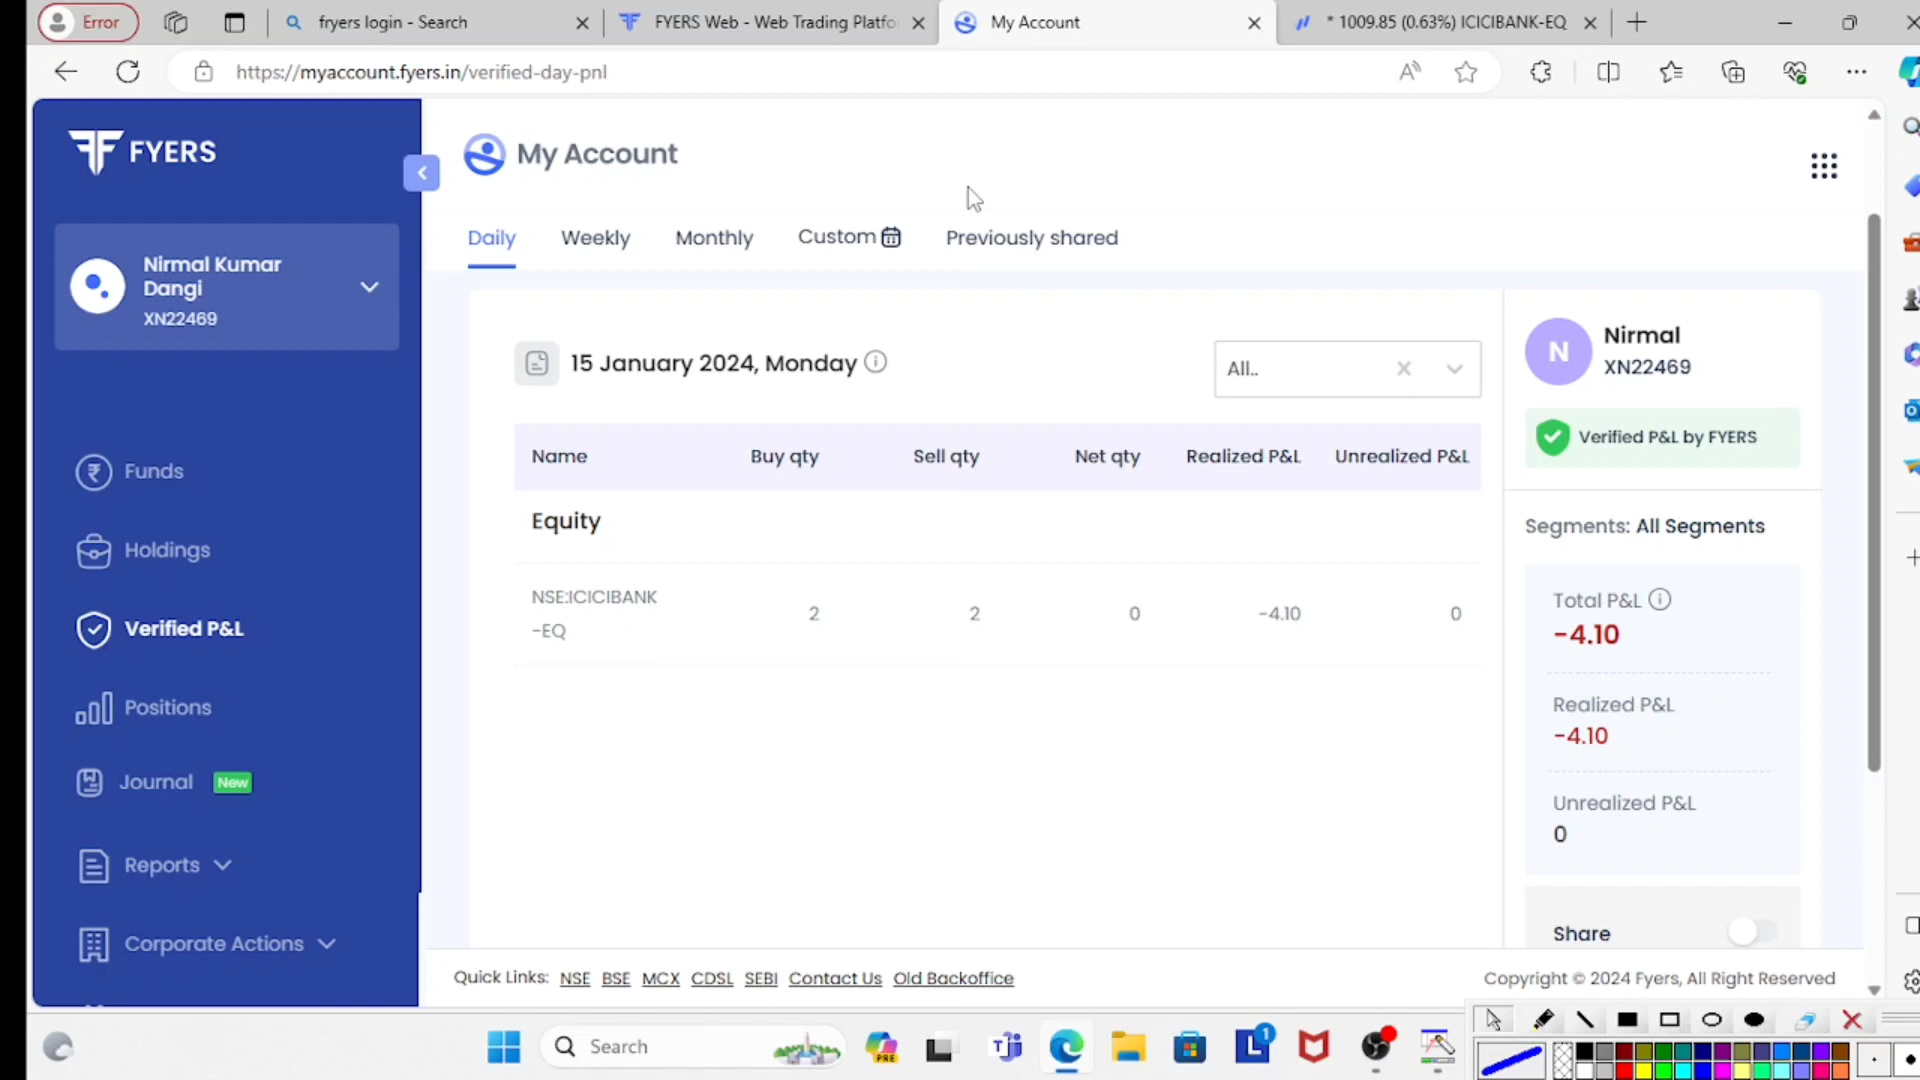 Error
fryers login - Search
FYERS Web - Web Trading Platfo
My Account
* 1009.85 (0.63%) ICICIBANK-EQ
https://myaccount.fyers.in/verified-day-pnl
FYERS
My Account
Nirmal Kumar
Dangi
XN22469
Daily
Weekly
Monthly
Custom
Previously shared
15 January 2024, Monday
All..
Nirmal
XN22469
Verified P&L by FYERS
Name
Buy qty
Sell qty
Net qty
Realized P&L
Unrealized P&L
Equity
NSE:ICICIBANK
-EQ
2
2
0
-4.10
0
Segments: All Segments
Total P&L
-4.10
Realized P&L
-4.10
Unrealized P&L
0
Share
Funds
Holdings
Verified P&L
Positions
Journal
New
Reports
Corporate Actions
Quick Links: NSE BSE MCX CDSL SEBI Contact Us Old Backoffice
Copyright © 2024 Fyers, All Right Reserved
Search
PRE
L
1